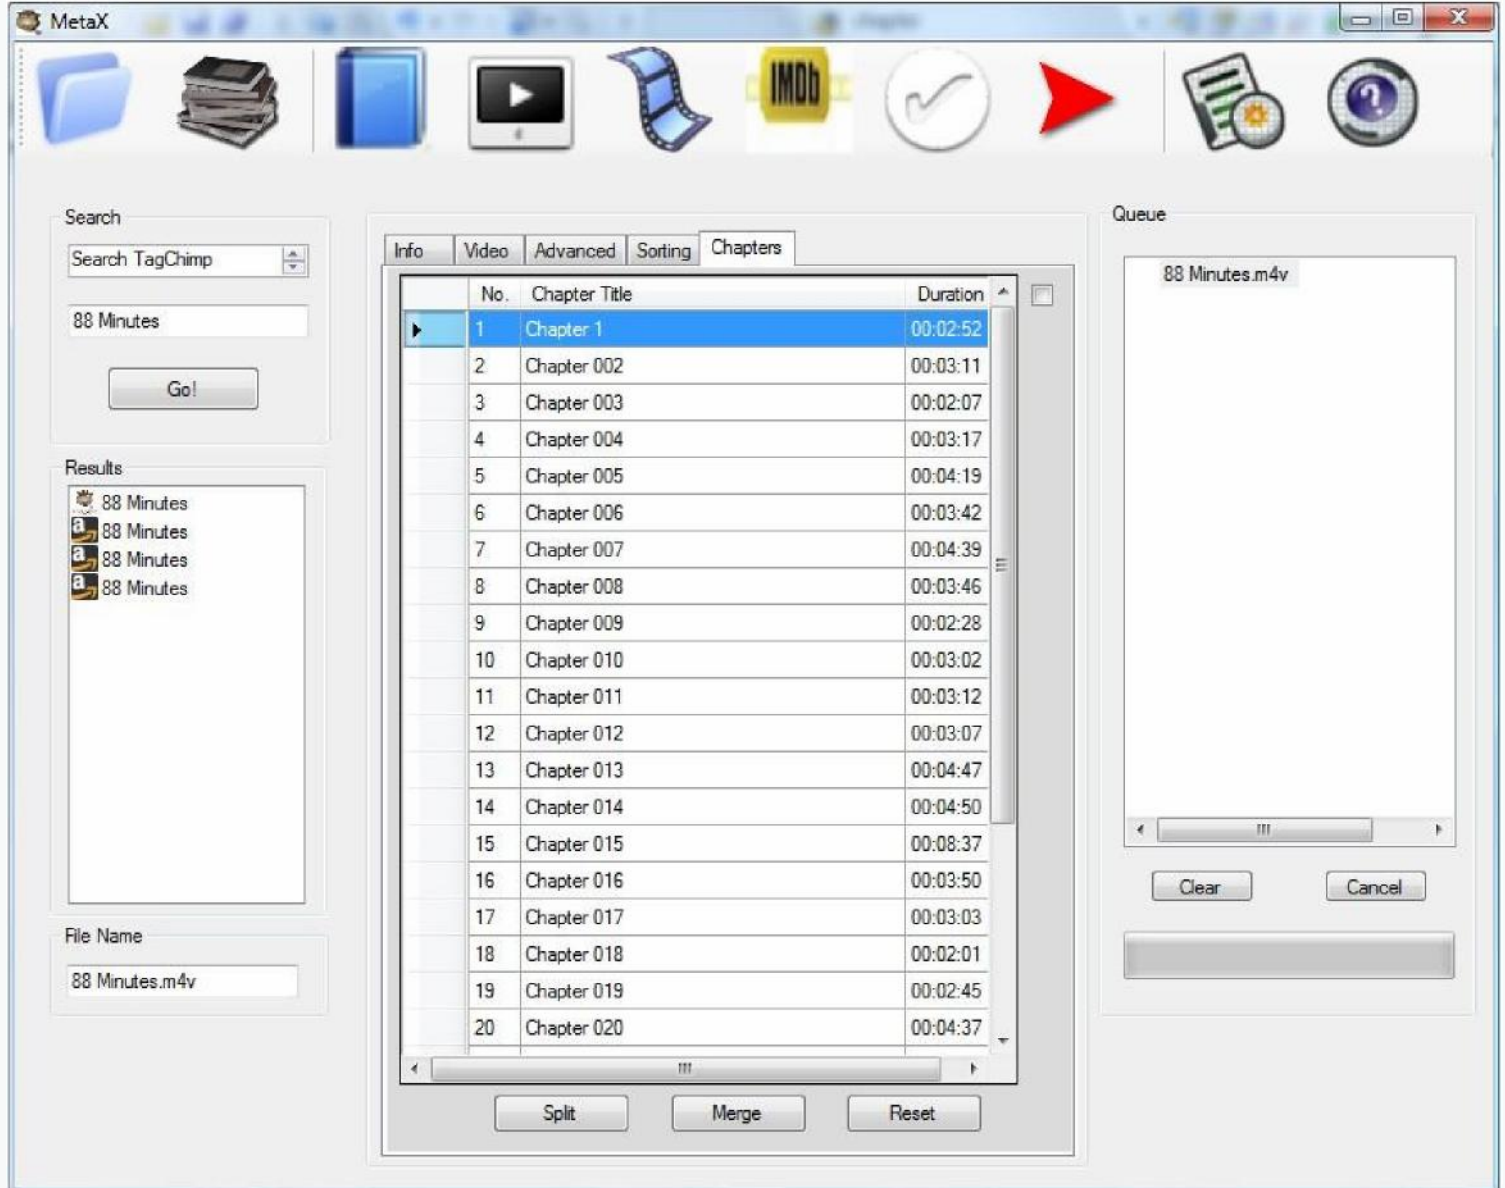 MetaX
IMDb
Search
Search TagChimp
88 Minutes
Go!
Results
88 Minutes
88 Minutes
88 Minutes
88 Minutes
File Name
88 Minutes.m4v
Info Video Advanced Sorting Chapters
No. Chapter Title Duration
1 Chapter 1 00:02:52
2 Chapter 002 00:03:11
3 Chapter 003 00:02:07
4 Chapter 004 00:03:17
5 Chapter 005 00:04:19
6 Chapter 006 00:03:42
7 Chapter 007 00:04:39
8 Chapter 008 00:03:46
9 Chapter 009 00:02:28
10 Chapter 010 00:03:02
11 Chapter 011 00:03:12
12 Chapter 012 00:03:07
13 Chapter 013 00:04:47
14 Chapter 014 00:04:50
15 Chapter 015 00:08:37
16 Chapter 016 00:03:50
17 Chapter 017 00:03:03
18 Chapter 018 00:02:01
19 Chapter 019 00:02:45
20 Chapter 020 00:04:37
Split Merge Reset
Queue
88 Minutes.m4v
Clear Cancel